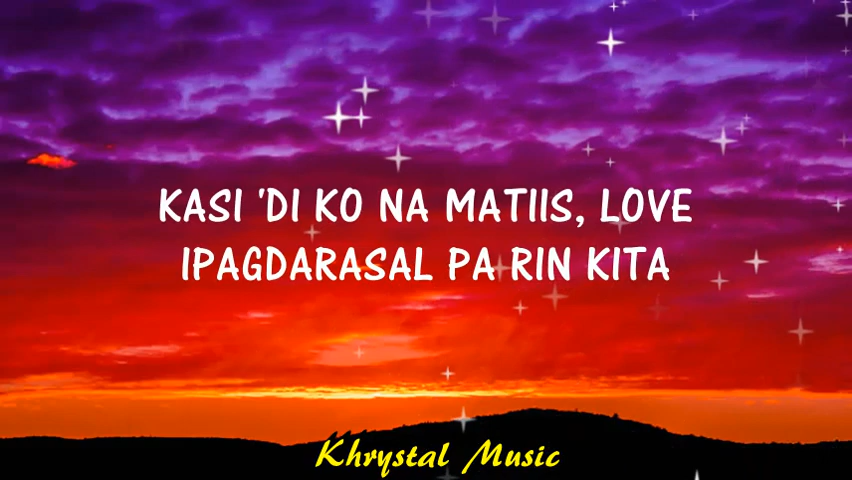 KASI 'DI KO NA MATIIS, LOVE
IPAGDARASAL PA RIN KITA
Khrystal Music